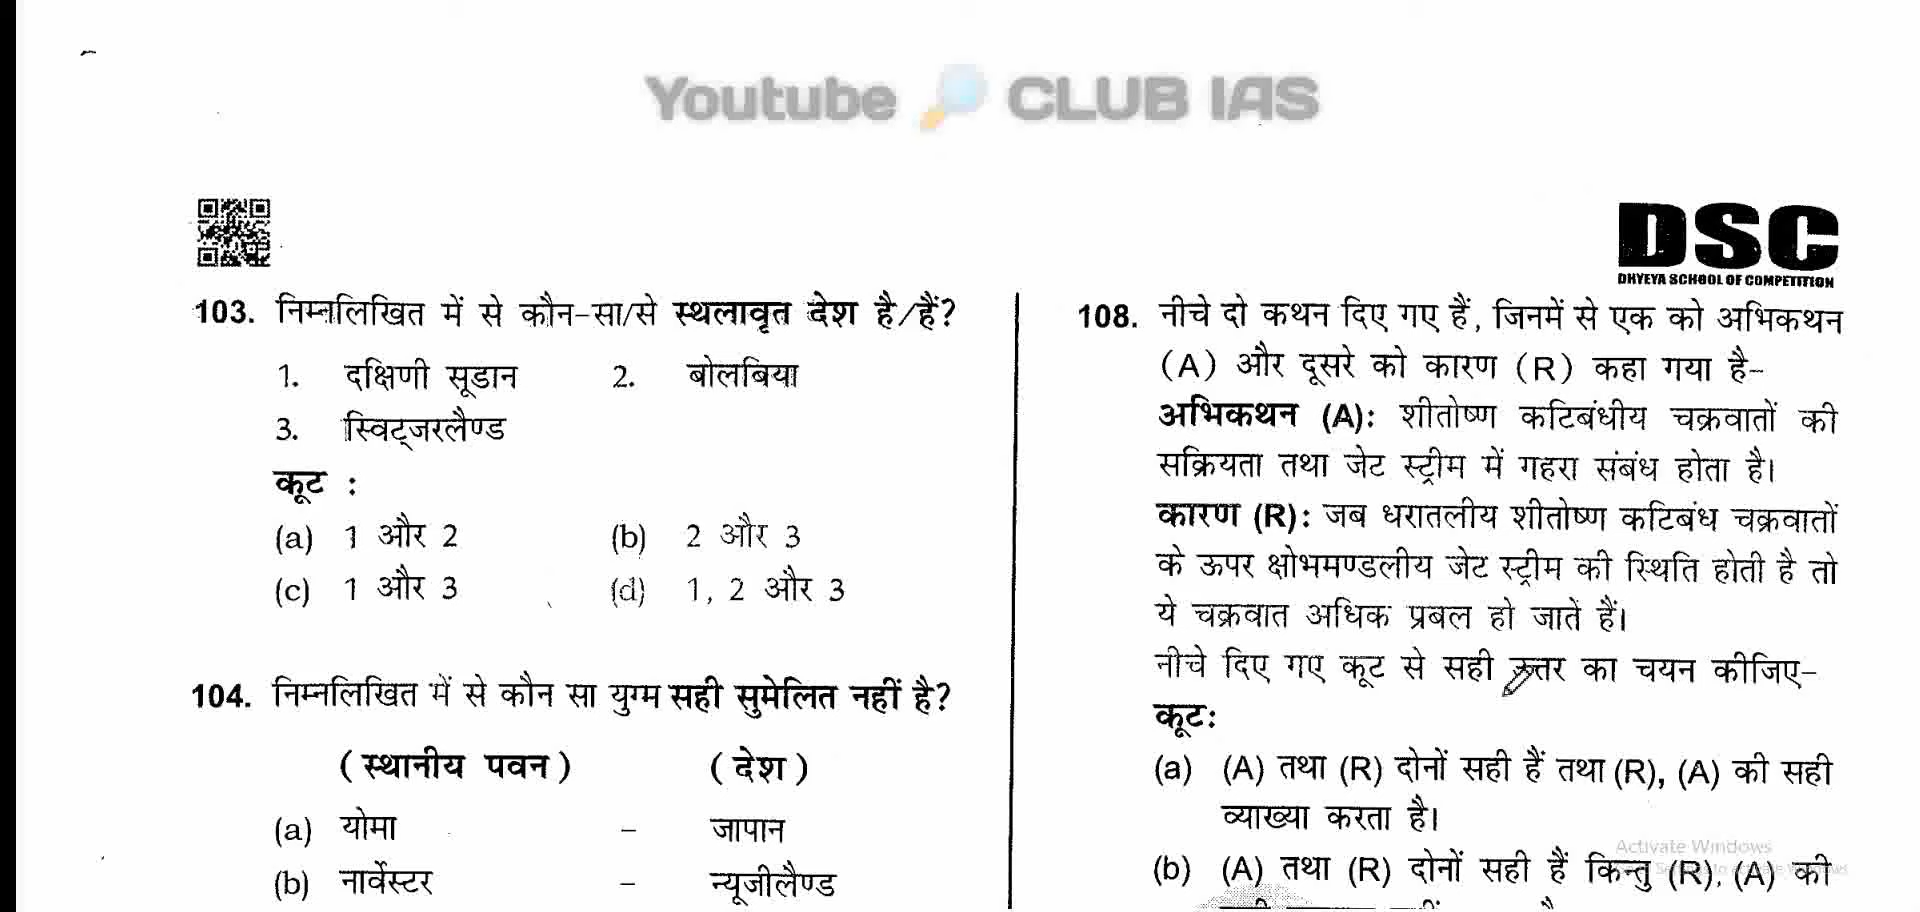 Youtube CLUB IAS
DSC
DHYEYA SCHOOL OF COMPETITION
103. निम्नलिखित में से कौन-सा/से स्थलावृत देश है/हैं?
1. दक्षिणी सूडान 2. बोलबिया
3. स्विट्जरलैण्ड
कूट :
(a) 1 और 2 (b) 2 और 3
(c) 1 और 3 (d) 1, 2 और 3
104. निम्नलिखित में से कौन सा युग्म सही सुमेलित नहीं है?
(स्थानीय पवन) (देश)
(a) योमा - जापान
(b) नार्वेस्टर - न्यूजीलैण्ड
108. नीचे दो कथन दिए गए हैं, जिनमें से एक को अभिकथन
(A) और दूसरे को कारण (R) कहा गया है-
अभिकथन (A): शीतोष्ण कटिबंधीय चक्रवातों की
सक्रियता तथा जेट स्ट्रीम में गहरा संबंध होता है।
कारण (R): जब धरातलीय शीतोष्ण कटिबंध चक्रवातों
के ऊपर क्षोभमण्डलीय जेट स्ट्रीम की स्थिति होती है तो
ये चक्रवात अधिक प्रबल हो जाते हैं।
नीचे दिए गए कूट से सही उत्तर का चयन कीजिए-
कूट:
(a) (A) तथा (R) दोनों सही हैं तथा (R), (A) की सही
व्याख्या करता है।
(b) (A) तथा (R) दोनों सही हैं किन्तु (R), (A) की
Activate Windows